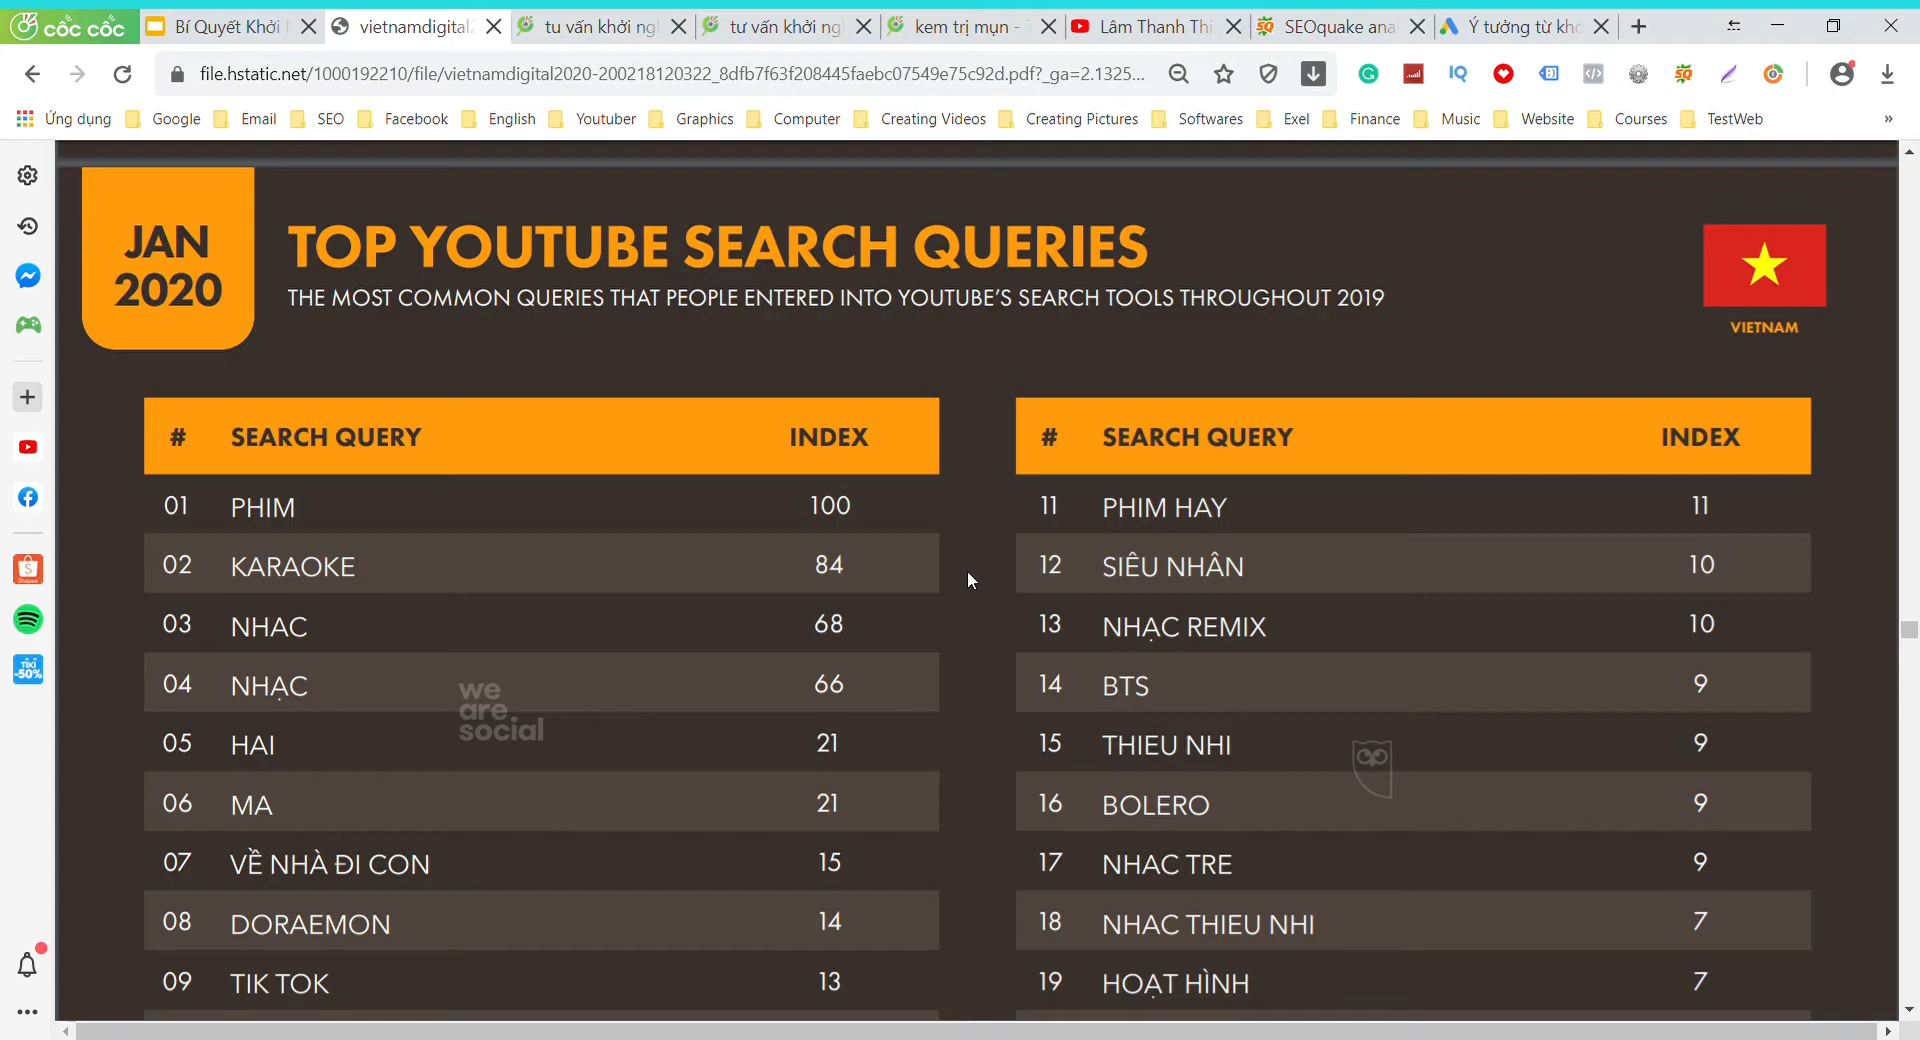 cốc cốc
Bí Quyết Khởi
vietnamdigital2
tư vấn khởi ng
tư vấn khởi ng
kem trị mụn -
Lâm Thanh Thi
SEOquake ana
Ý tưởng từ kh
file.hstatic.net/1000192210/file/vietnamdigital2020-200218120322_8dfb7f63f208445faebc07549e75c92d.pdf?_ga=2.1325...
Ứng dụng
Google
Email
SEO
Facebook
English
Youtuber
Graphics
Computer
Creating Videos
Creating Pictures
Softwares
Exel
Finance
Music
Website
Courses
TestWeb
»
JAN
2020
TOP YOUTUBE SEARCH QUERIES
THE MOST COMMON QUERIES THAT PEOPLE ENTERED INTO YOUTUBE'S SEARCH TOOLS THROUGHOUT 2019
VIETNAM
# SEARCH QUERY INDEX
01 PHIM 100
02 KARAOKE 84
03 NHAC 68
04 NHẠC 66
05 HAI 21
06 MA 21
07 VỀ NHÀ ĐI CON 15
08 DORAEMON 14
09 TIK TOK 13
# SEARCH QUERY INDEX
11 PHIM HAY 11
12 SIÊU NHÂN 10
13 NHẠC REMIX 10
14 BTS 9
15 THIEU NHI 9
16 BOLERO 9
17 NHAC TRE 9
18 NHAC THIEU NHI 7
19 HOẠT HÌNH 7
we
are
social
Shopee
TIKI
-50%